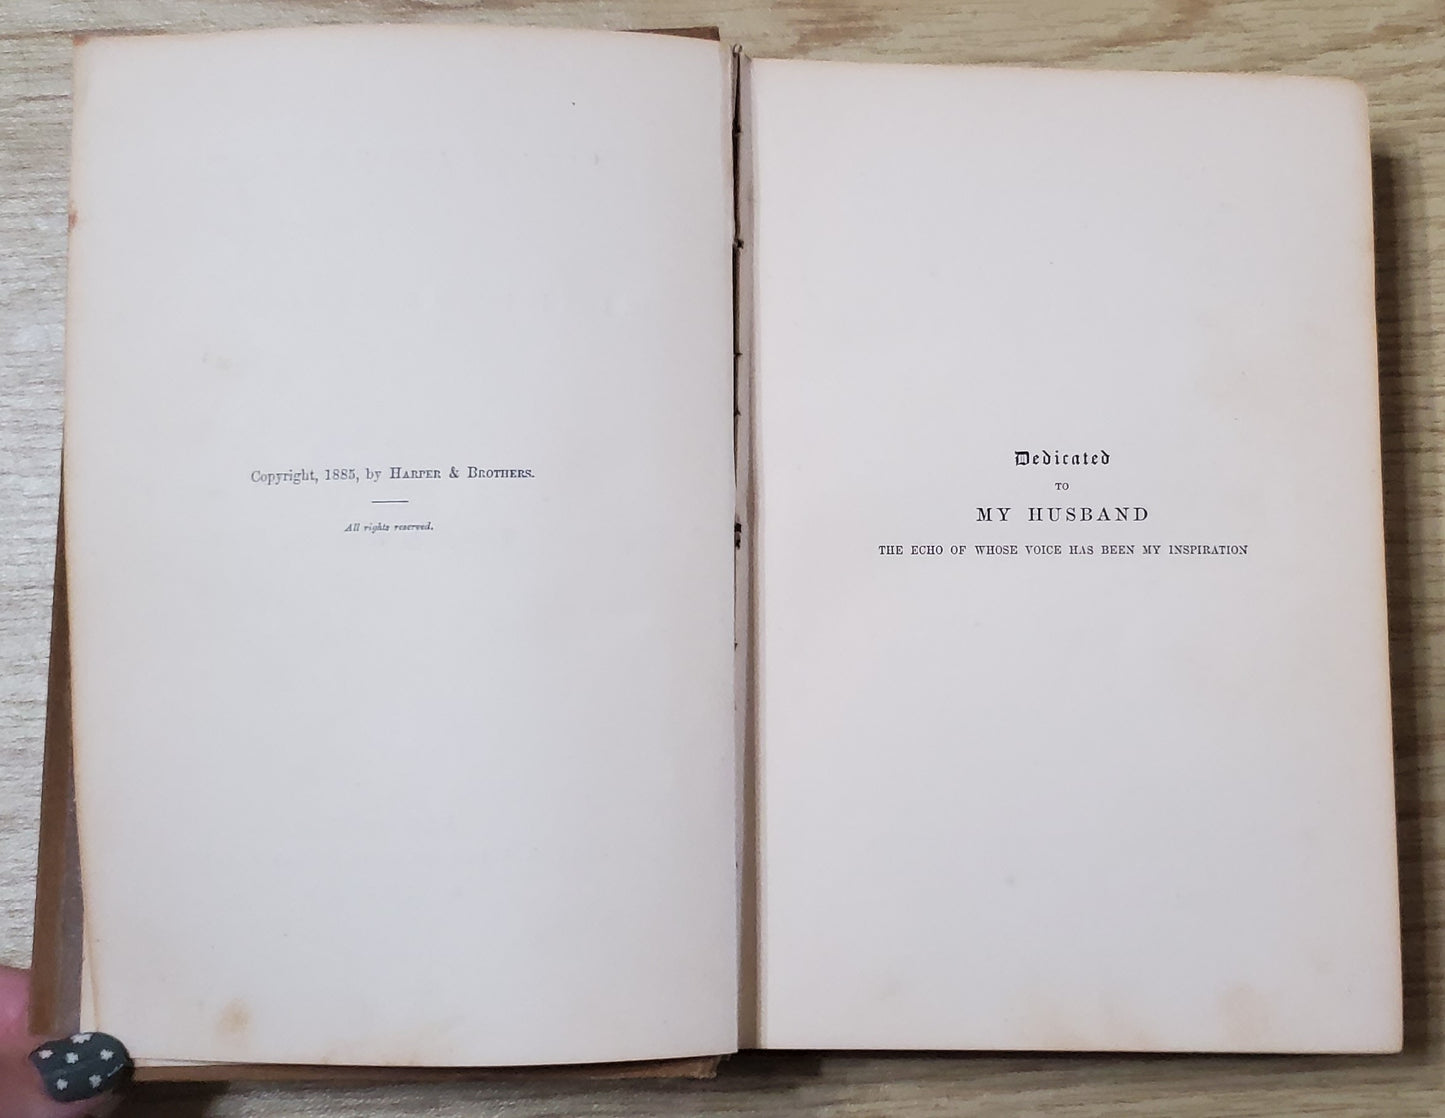 Copyright, 1885, by HARPER & BROTHERS.
All rights reserved.
Dedicated
TO
MY HUSBAND
THE ECHO OF WHOSE VOICE HAS BEEN MY INSPIRATION